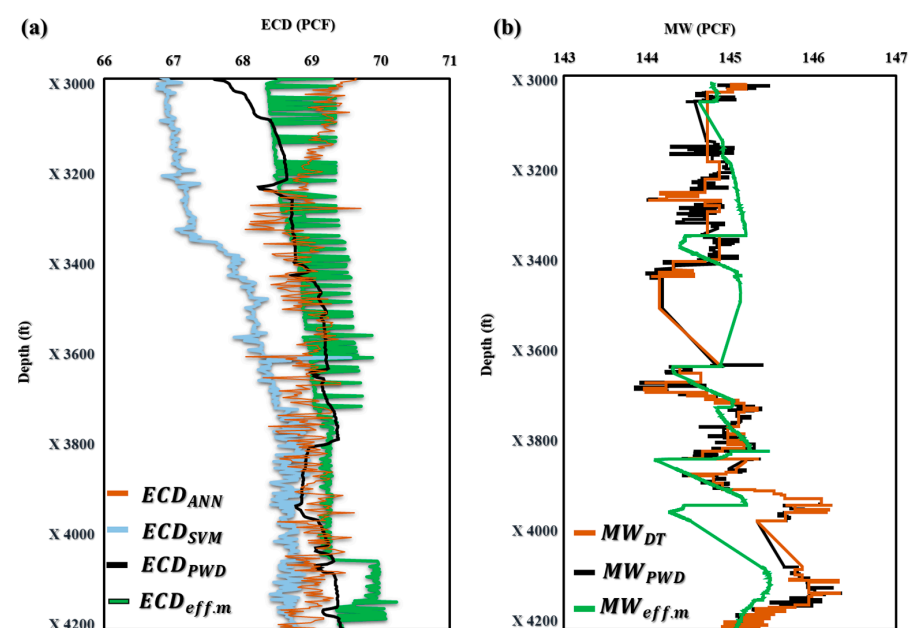 (a)
ECD (PCF)
66 67 68 69 70 71
X 3000
X 3200
X 3400
X 3600
X 3800
X 4000
X 4200
Depth (ft)
ECD_ANN
ECD_SVM
ECD_PWD
ECD_eff.m
(b)
MW (PCF)
143 144 145 146 147
X 3000
X 3200
X 3400
X 3600
X 3800
X 4000
X 4200
Depth (ft)
MW_DT
MW_PWD
MW_eff.m